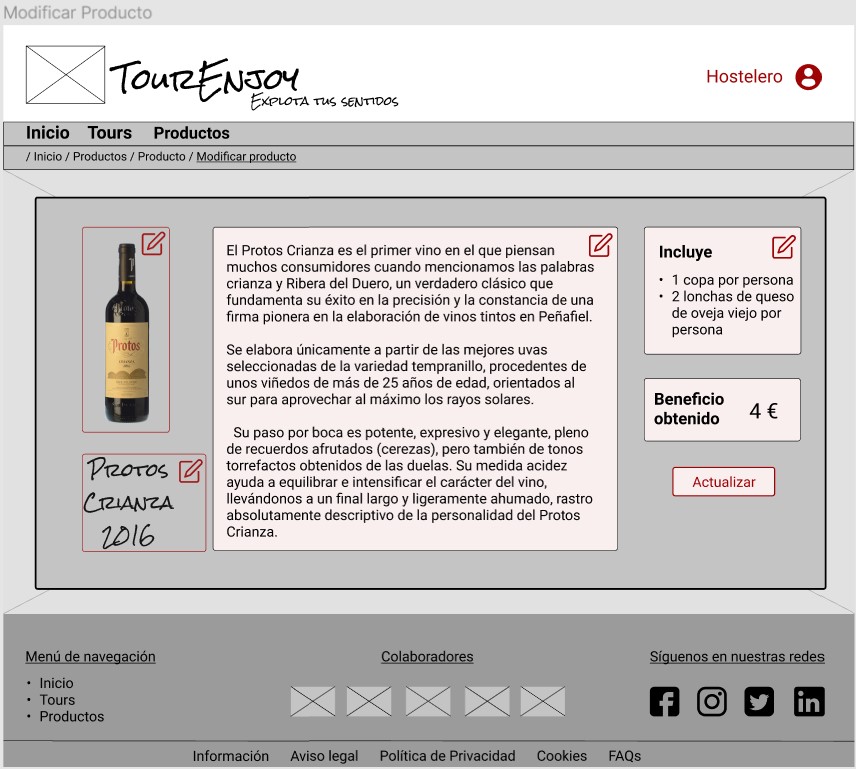 Modificar Producto
TourEnjoy
Explota tus sentidos
Hostelero
Inicio Tours Productos
/ Inicio / Productos / Producto / Modificar producto
Protos
Protos
Crianza
2016
El Protos Crianza es el primer vino en el que piensan
muchos consumidores cuando mencionamos las palabras
crianza y Ribera del Duero, un verdadero clásico que
fundamenta su éxito en la precisión y la constancia de una
firma pionera en la elaboración de vinos tintos en Peñafiel.
Se elabora únicamente a partir de las mejores uvas
seleccionadas de la variedad tempranillo, procedentes de
unos viñedos de más de 25 años de edad, orientados al
sur para aprovechar al máximo los rayos solares.
Su paso por boca es potente, expresivo y elegante, pleno
de recuerdos afrutados (cerezas), pero también de tonos
torrefactos obtenidos de las duelas. Su medida acidez
ayuda a equilibrar e intensificar el carácter del vino,
llevándonos a un final largo y ligeramente ahumado, rastro
absolutamente descriptivo de la personalidad del Protos
Crianza.
Incluye
• 1 copa por persona
• 2 lonchas de queso
de oveja viejo por
persona
Beneficio
obtenido
4 €
Actualizar
Menú de navegación
• Inicio
• Tours
• Productos
Colaboradores
Síguenos en nuestras redes
Información Aviso legal Política de Privacidad Cookies FAQs